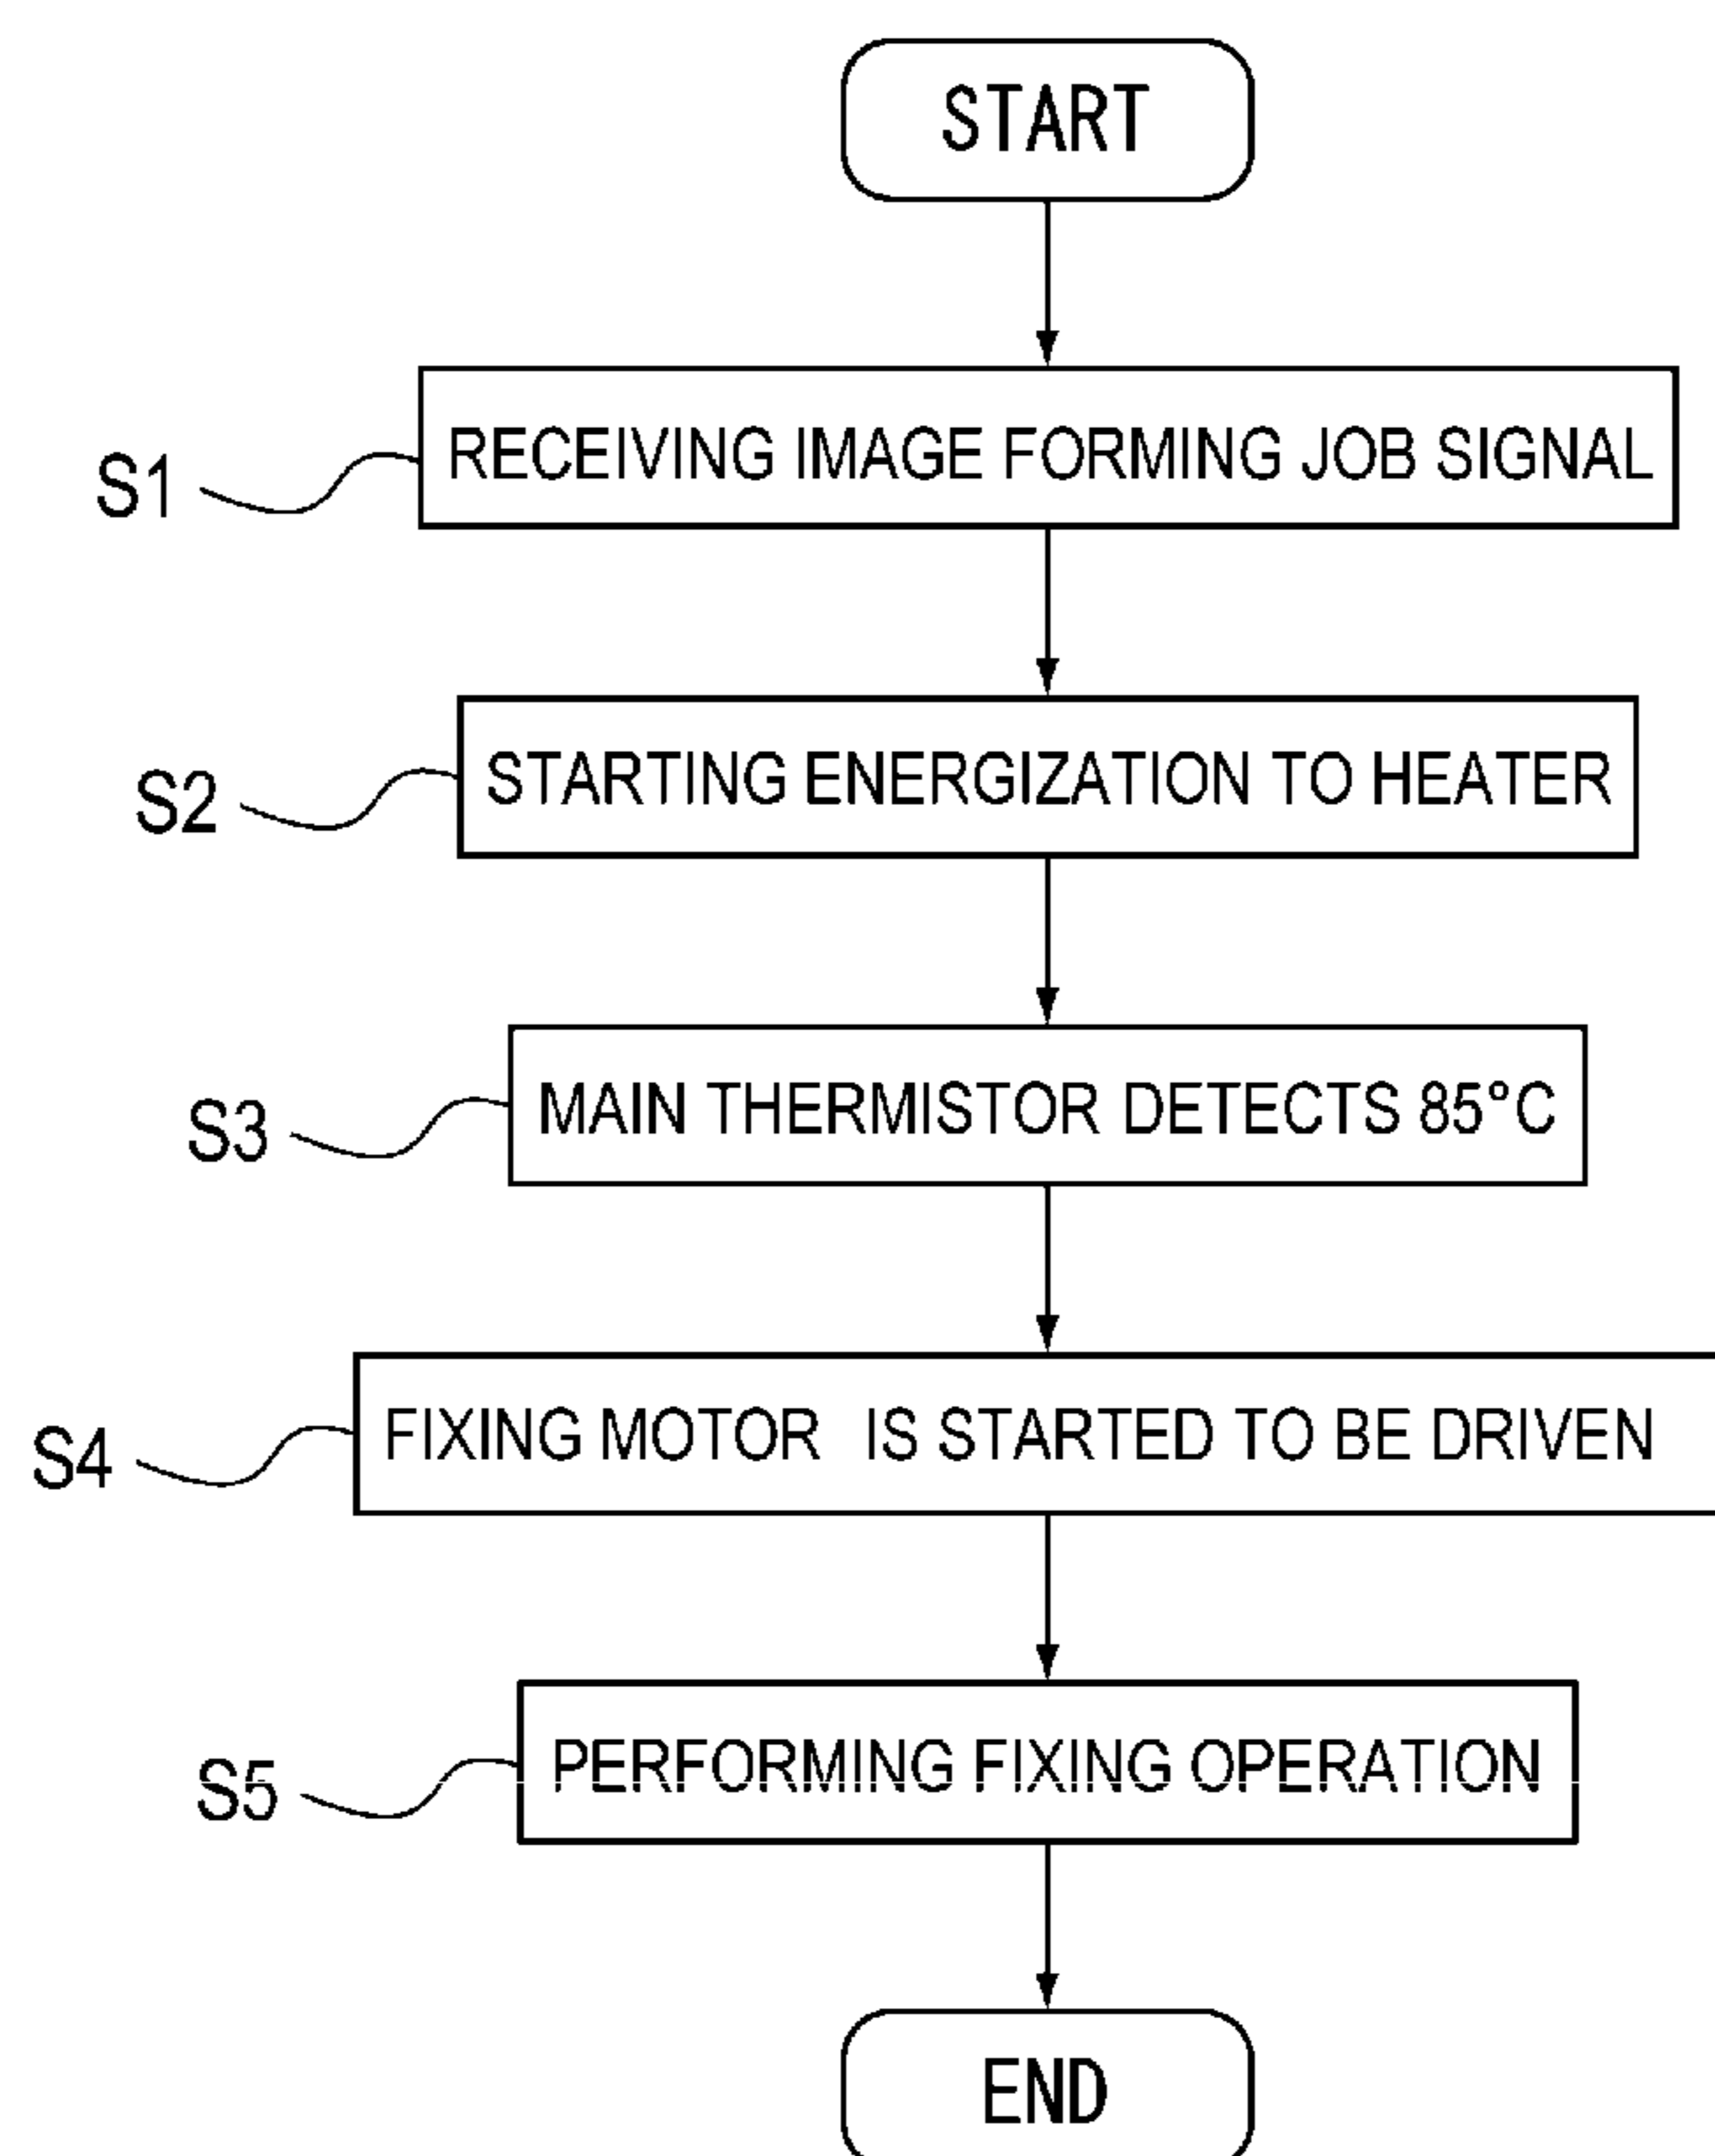 START
S1 RECEIVING IMAGE FORMING JOB SIGNAL
S2 STARTING ENERGIZATION TO HEATER
S3 MAIN THERMISTOR DETECTS 85°C
S4 FIXING MOTOR IS STARTED TO BE DRIVEN
S5 PERFORMING FIXING OPERATION
END